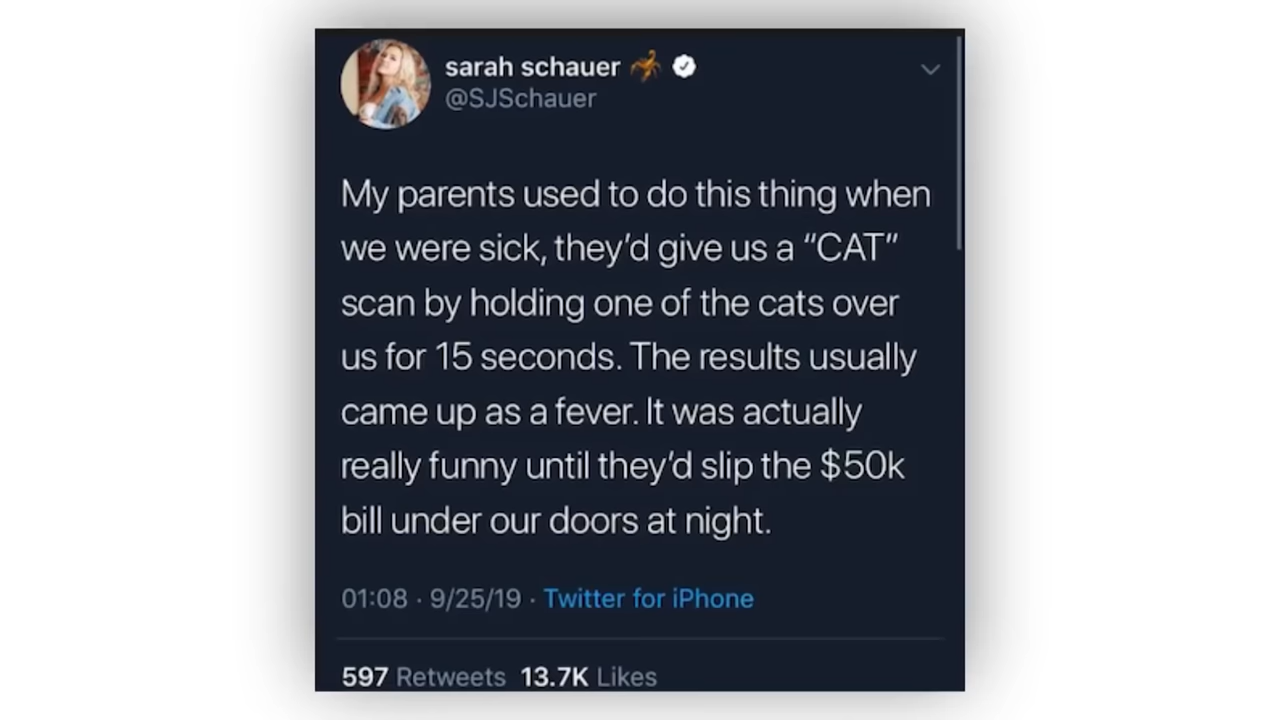 sarah schauer 🦂
@SJSchauer
My parents used to do this thing when
we were sick, they’d give us a “CAT”
scan by holding one of the cats over
us for 15 seconds. The results usually
came up as a fever. It was actually
really funny until they’d slip the $50k
bill under our doors at night.
01:08 · 9/25/19 · Twitter for iPhone
597 Retweets 13.7K Likes